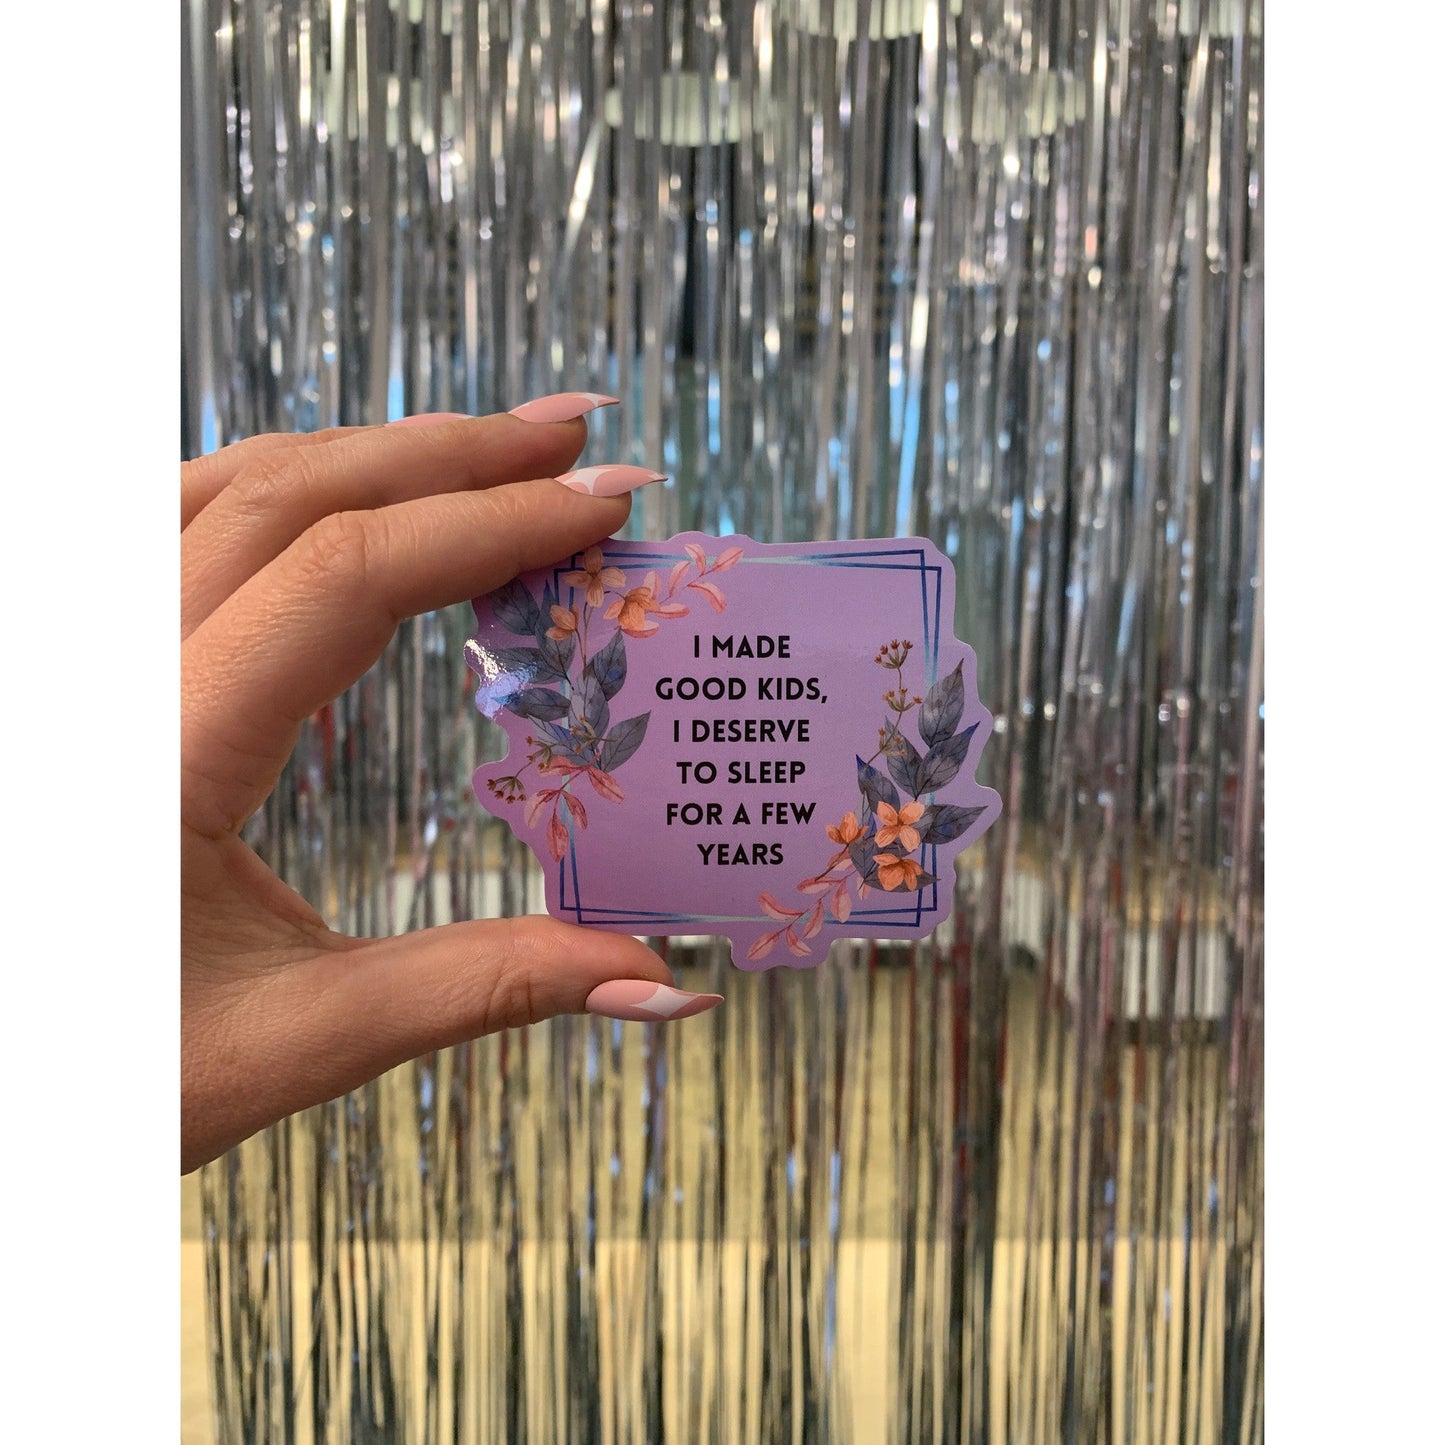 I MADE
GOOD KIDS,
I DESERVE
TO SLEEP
FOR A FEW
YEARS